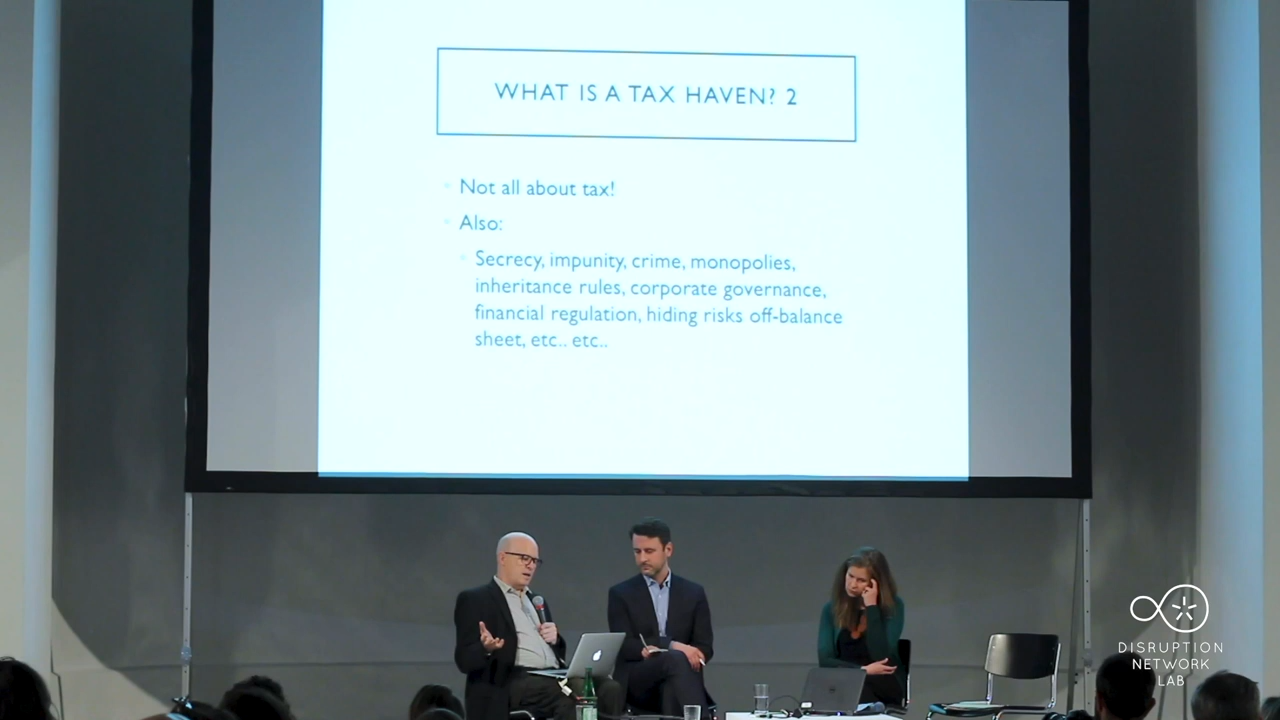 WHAT IS A TAX HAVEN? 2
Not all about tax!
Also:
Secrecy, impunity, crime, monopolies,
inheritance rules, corporate governance,
financial regulation, hiding risks off-balance
sheet, etc.. etc..
DISRUPTION
NETWORK
LAB